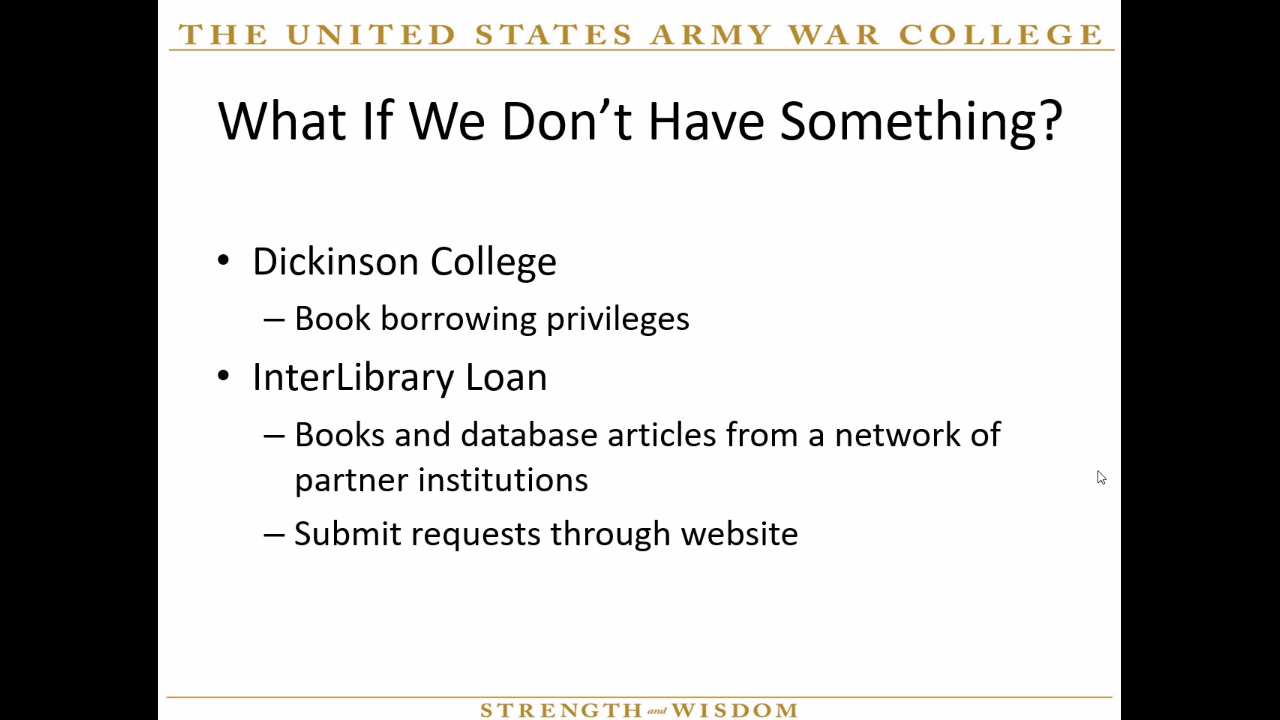 THE UNITED STATES ARMY WAR COLLEGE
What If We Don’t Have Something?
• Dickinson College
– Book borrowing privileges
• InterLibrary Loan
– Books and database articles from a network of
partner institutions
– Submit requests through website
STRENGTH and WISDOM